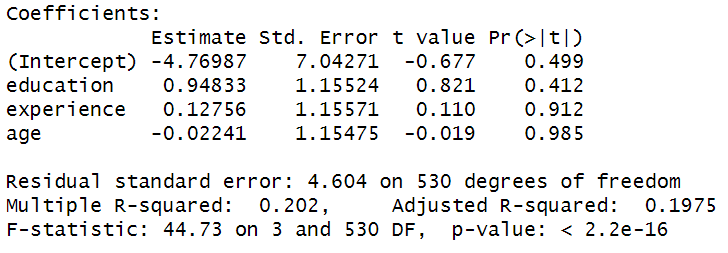 Coefficients:
Estimate Std. Error t value Pr(>|t|)
(Intercept) -4.76987 7.04271 -0.677 0.499
education 0.94833 1.15524 0.821 0.412
experience 0.12756 1.15571 0.110 0.912
age -0.02241 1.15475 -0.019 0.985
Residual standard error: 4.604 on 530 degrees of freedom
Multiple R-squared: 0.202, Adjusted R-squared: 0.1975
F-statistic: 44.73 on 3 and 530 DF, p-value: < 2.2e-16